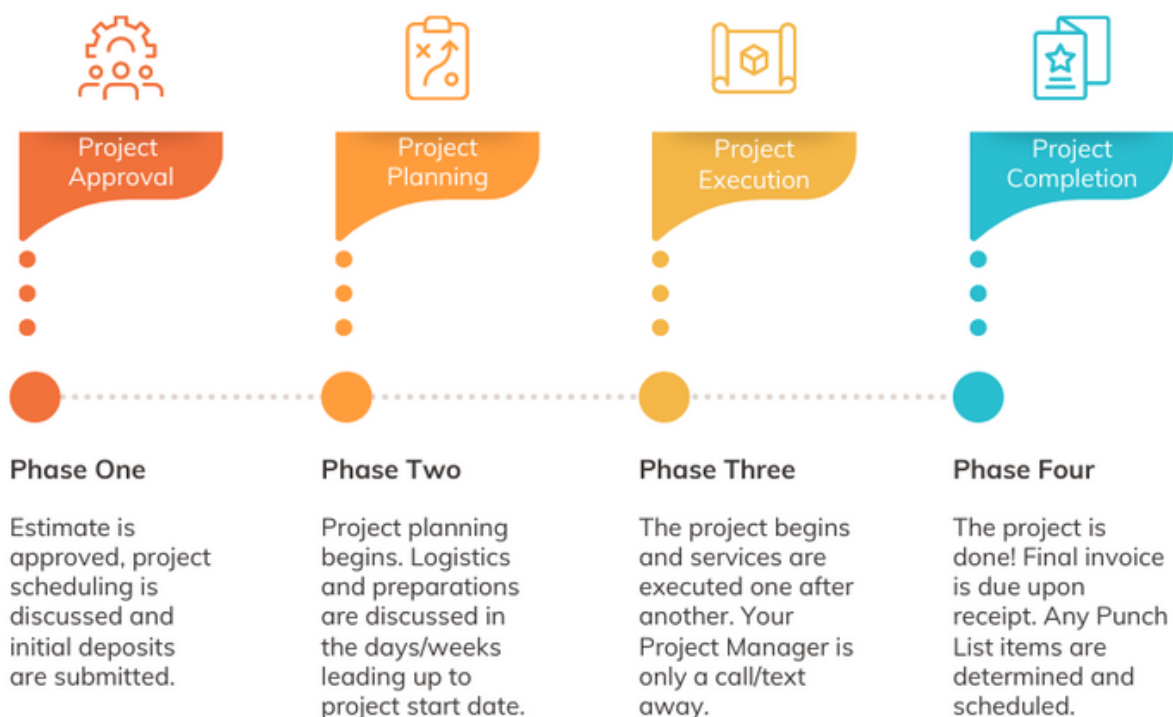 Project
Approval
Project
Planning
Project
Execution
Project
Completion
Phase One
Estimate is
approved, project
scheduling is
discussed and
initial deposits
are submitted.
Phase Two
Project planning
begins. Logistics
and preparations
are discussed in
the days/weeks
leading up to
project start date.
Phase Three
The project begins
and services are
executed one after
another. Your
Project Manager is
only a call/text
away.
Phase Four
The project is
done! Final invoice
is due upon
receipt. Any Punch
List items are
determined and
scheduled.